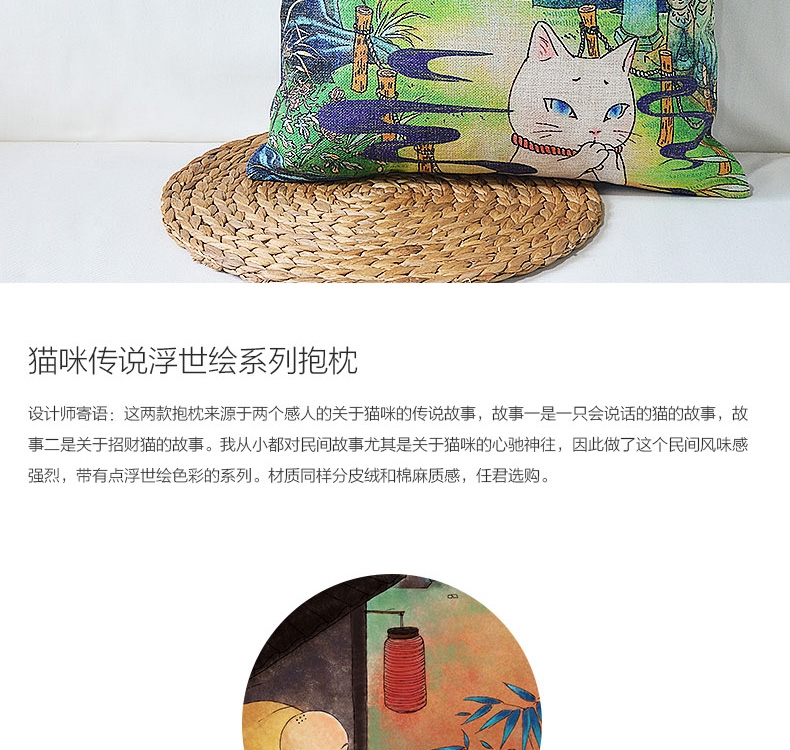 猫咪传说浮世绘系列抱枕
设计师寄语：这两款抱枕来源于两个感人的关于猫咪的传说故事，故事一是一只会说话的猫的故事，故
事二是关于招财猫的故事。我从小都对民间故事尤其是关于猫咪的心驰神往，因此做了这个民间风味感
强烈，带有点浮世绘色彩的系列。材质同样分皮绒和棉麻质感，任君选购。